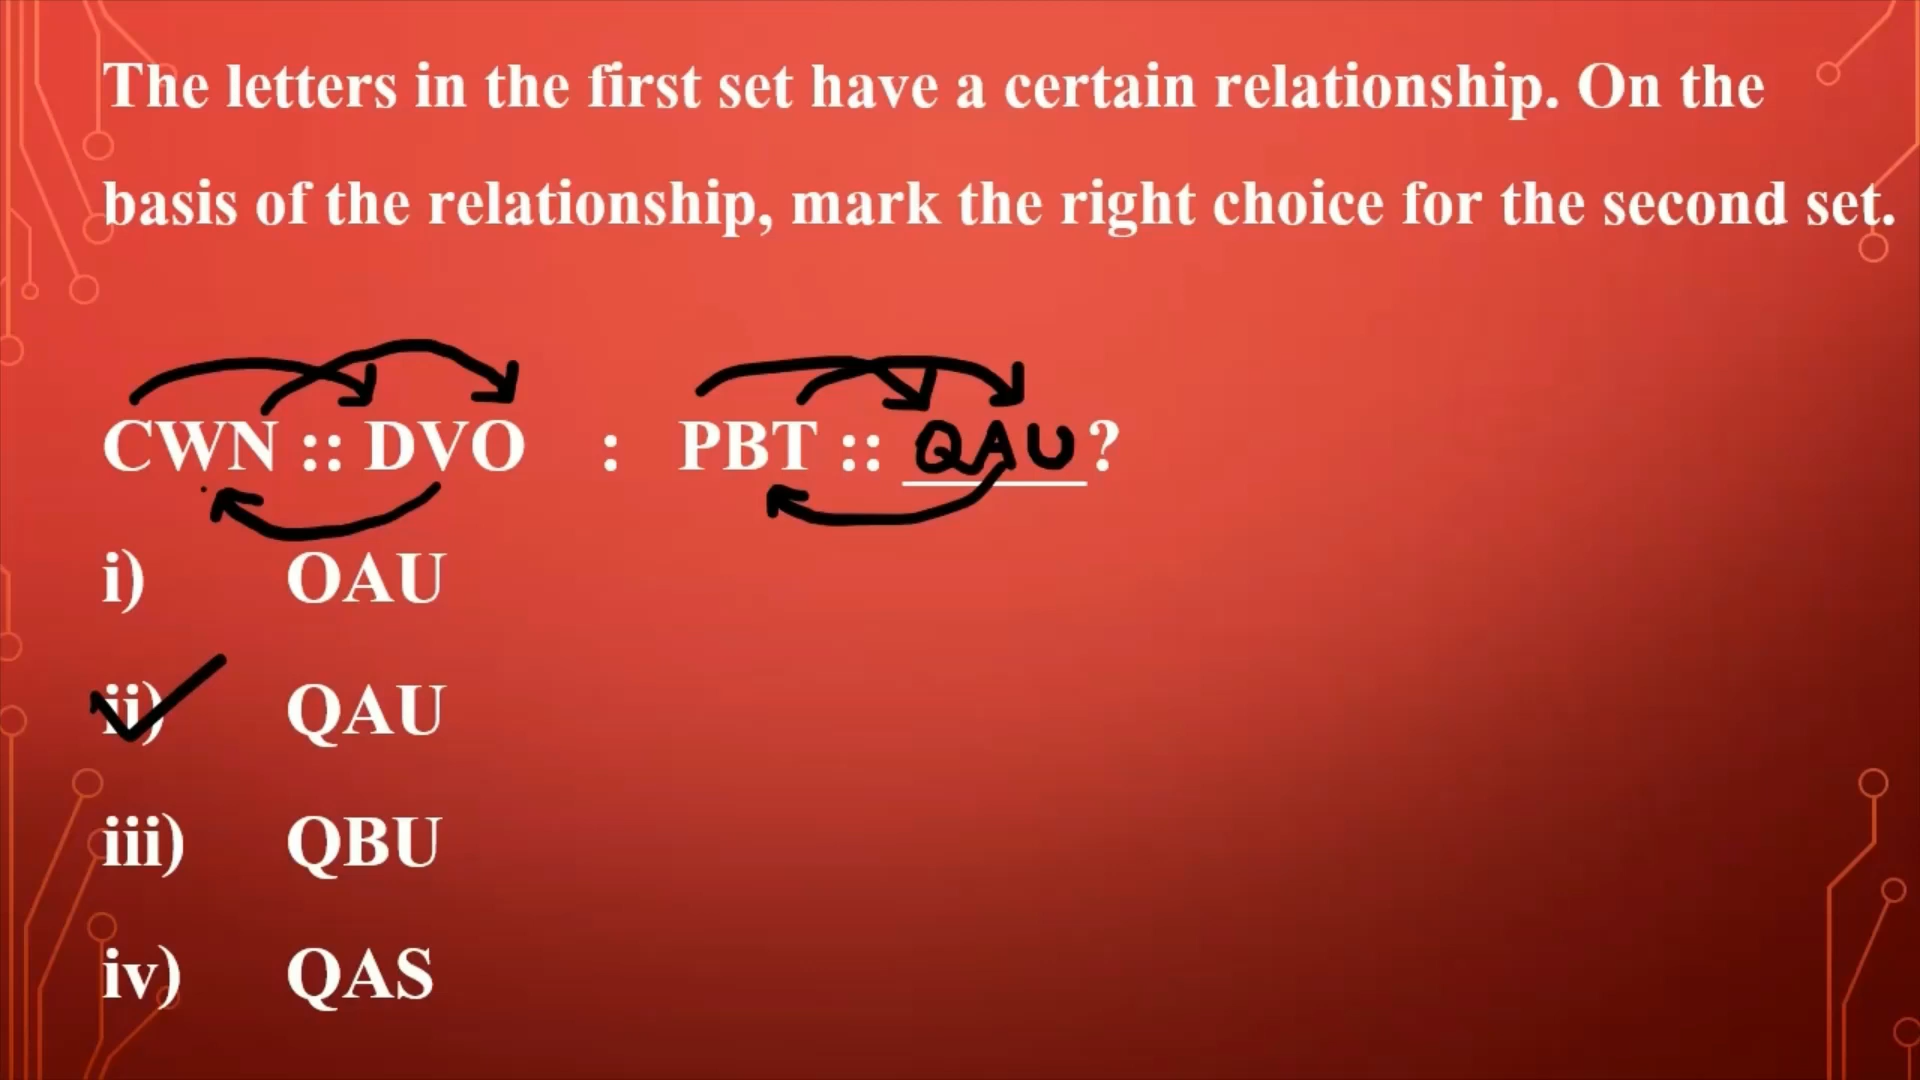 The letters in the first set have a certain relationship. On the
basis of the relationship, mark the right choice for the second set.
CWN :: DVO : PBT :: QAU?
i) OAU
ii) QAU
iii) QBU
iv) QAS